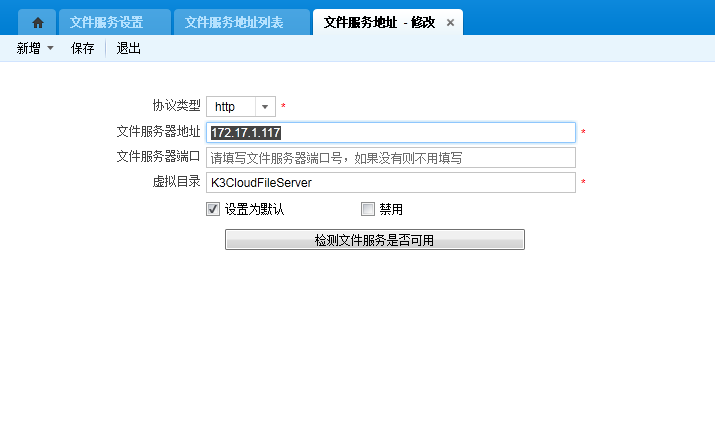 文件服务设置 文件服务地址列表 文件服务地址 - 修改 ×
新增 保存 退出
协议类型 http *
文件服务器地址 172.17.1.117 *
文件服务器端口 请填写文件服务器端口号，如果没有则不用填写
虚拟目录 K3CloudFileServer *
设置为默认 禁用
检测文件服务是否可用